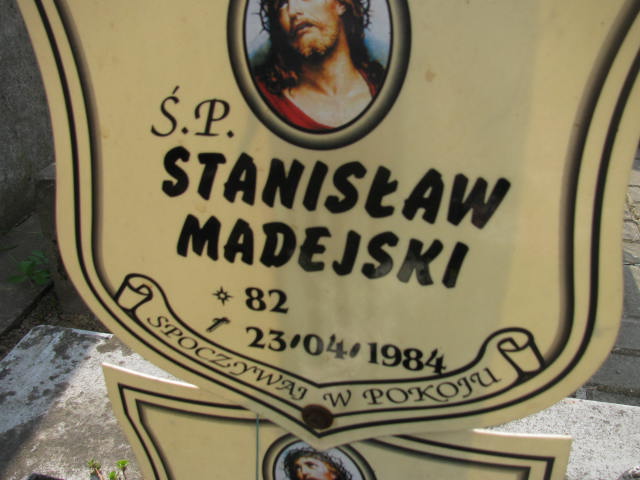 Ś.P.
STANISŁAW
MADEJSKI
82
23/04/1984
SPOCZYWAJ W POKOJU